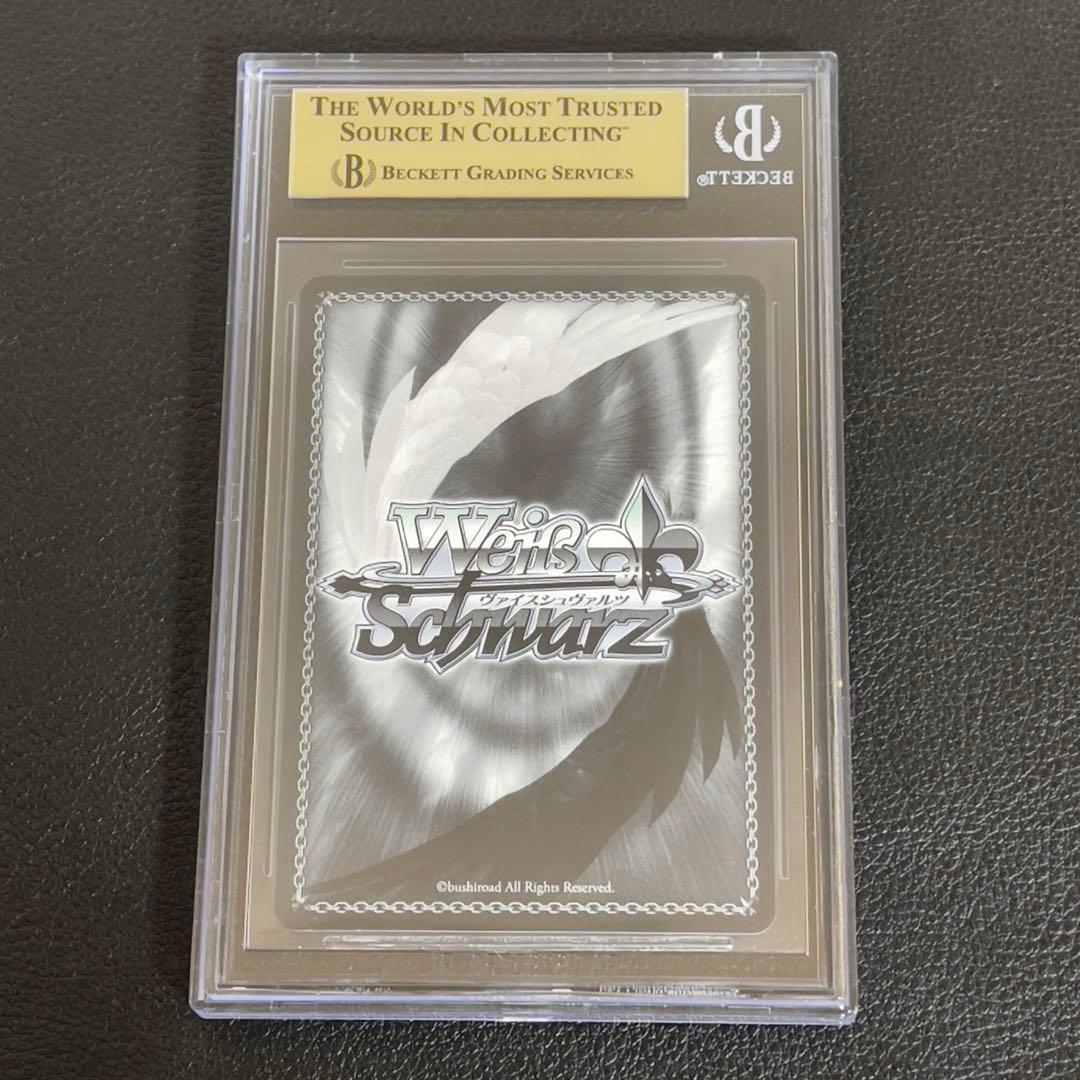 THE WORLD'S MOST TRUSTED
SOURCE IN COLLECTING™
B BECKETT GRADING SERVICES
B
BECKETT®
Weiß
ヴァイスシュヴァルツ
Schwarz
©bushiroad All Rights Reserved.